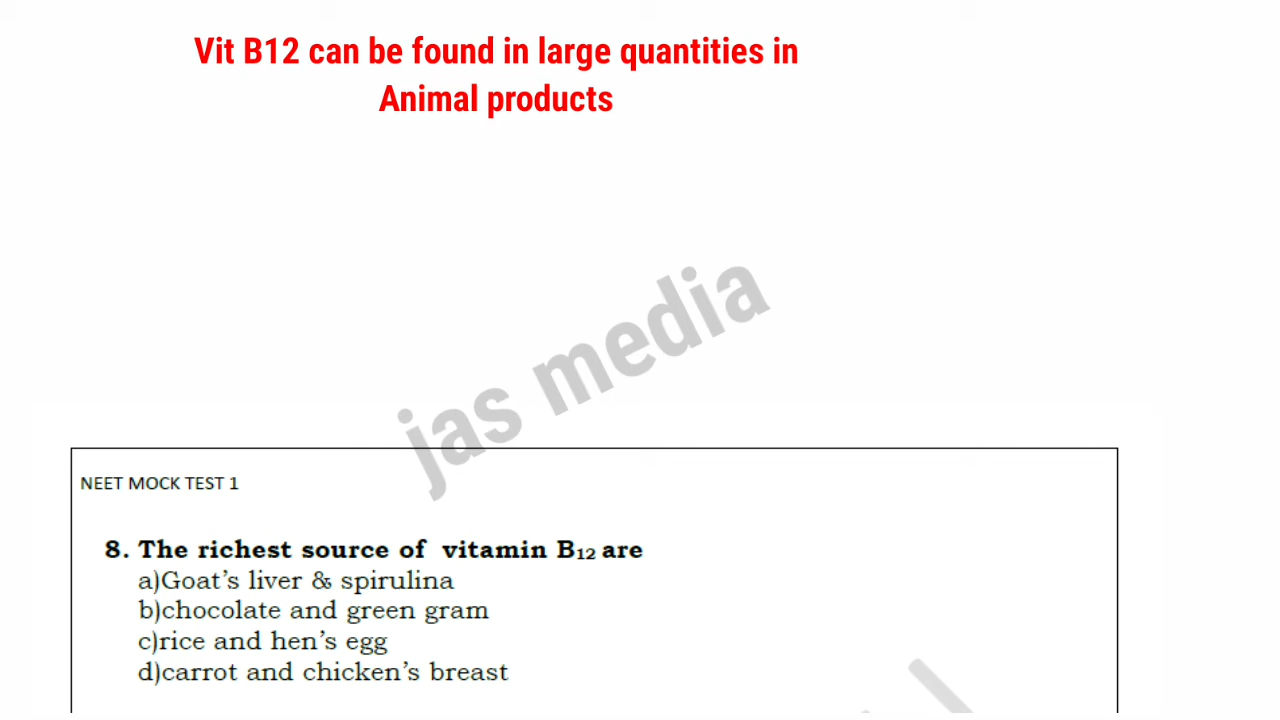 Vit B12 can be found in large quantities in
Animal products
jas media
NEET MOCK TEST 1
8. The richest source of vitamin B12 are
a)Goat's liver & spirulina
b)chocolate and green gram
c)rice and hen's egg
d)carrot and chicken's breast